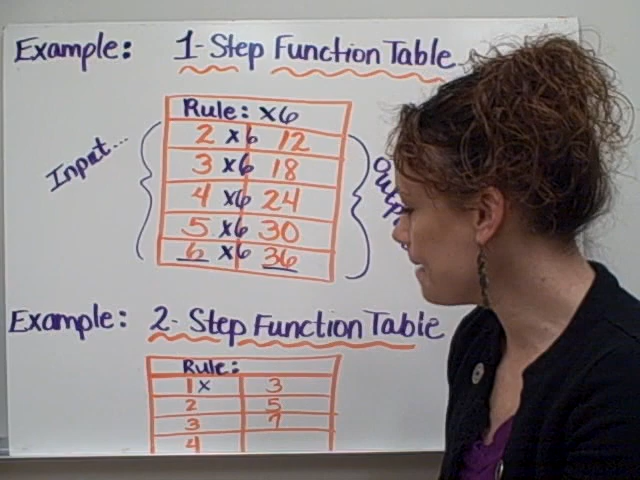 Example: 1-Step Function Table
Rule: x6
2 x6 12
Input...
3 x6 18
4 x6 24
5 x6 30
6 x6 36
Example: 2-Step Function Table
Rule:
1 x 3
2 5
3 7
4